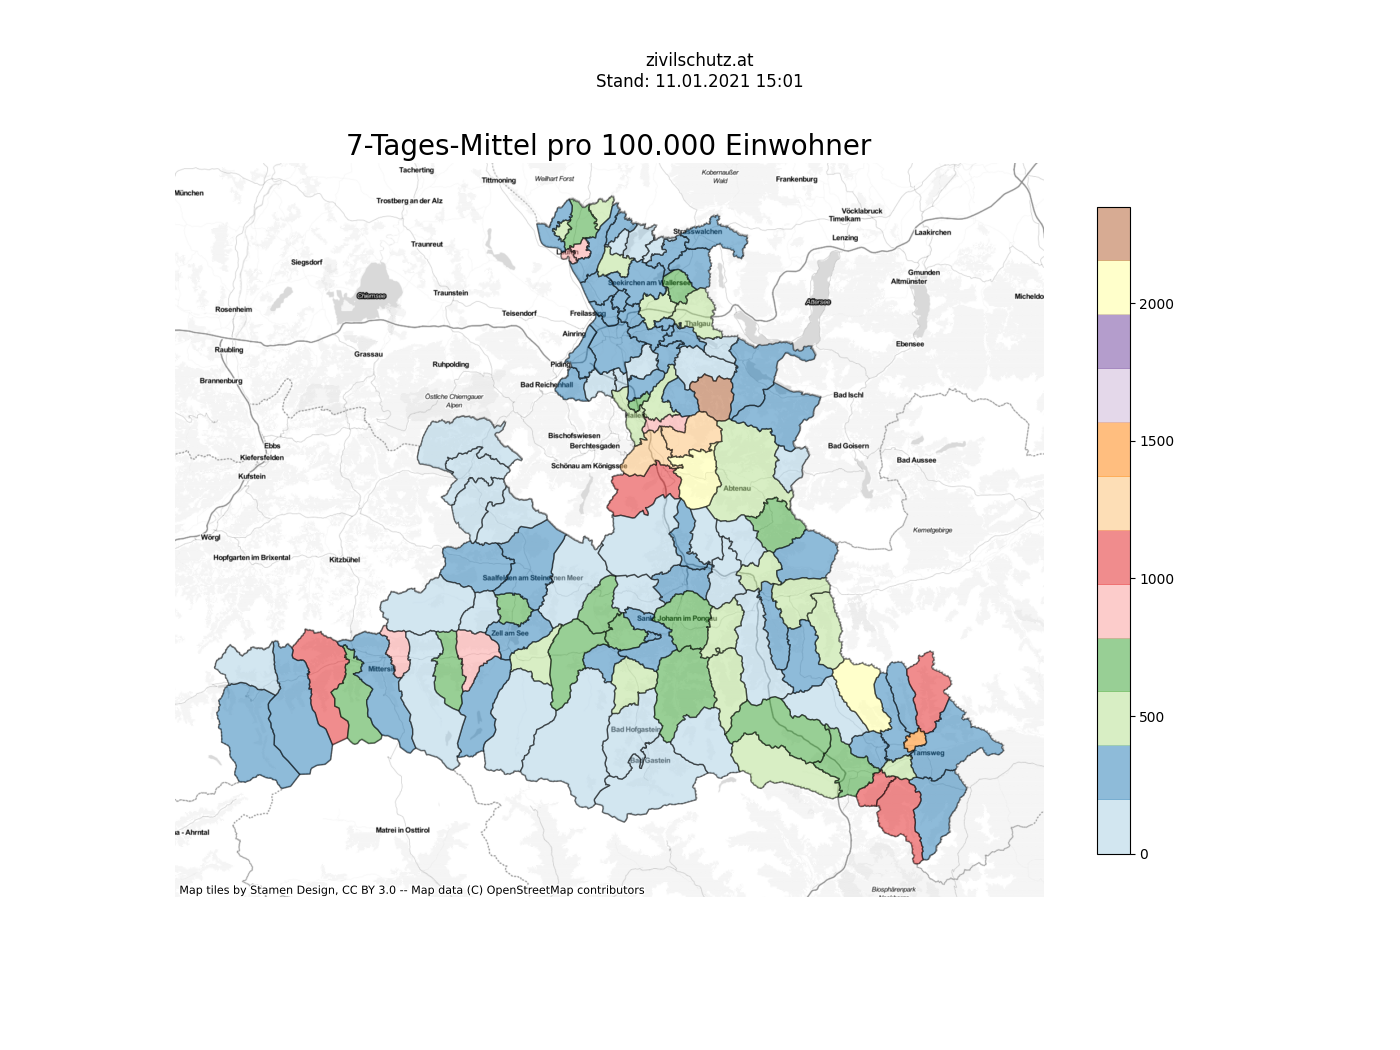 zivilschutz.at
Stand: 11.01.2021 15:01
7-Tages-Mittel pro 100.000 Einwohner
Tacherting
Tittmoning
Weilhart Forst
Kobernaußer
Wald
Frankenburg
München
Trostberg an der Alz
Vöcklabruck
Timelkam
Laakirchen
Strasswalchen
Lenzing
Traunreut
Siegsdorf
Gmunden
Altmünster
Seekirchen am Wallersee
Chiemsee
Traunstein
Attersee
Micheldo
Rosenheim
Teisendorf
Freilassing
Thalgau
Ainring
Raubling
Grassau
Ebensee
Ruhpolding
Piding
Brannenburg
Bad Reichenhall
Östliche Chiemgauer
Alpen
Bad Ischl
Hallein
Bischofswiesen
Ebbs
Berchtesgaden
Bad Goisern
Kiefersfelden
Schönau am Königssee
Bad Aussee
Kufstein
Abtenau
Kemetgebirge
Wörgl
Hopfgarten im Brixental
Kitzbühel
Saalfelden am Steinernen Meer
Sankt Johann im Pongau
Zell am See
Mittersill
Bad Hofgastein
Tamsweg
Bad Gastein
Matrei in Osttirol
a - Ahrntal
Biosphärenpark
Map tiles by Stamen Design, CC BY 3.0 -- Map data (C) OpenStreetMap contributors
2000
1500
1000
500
0